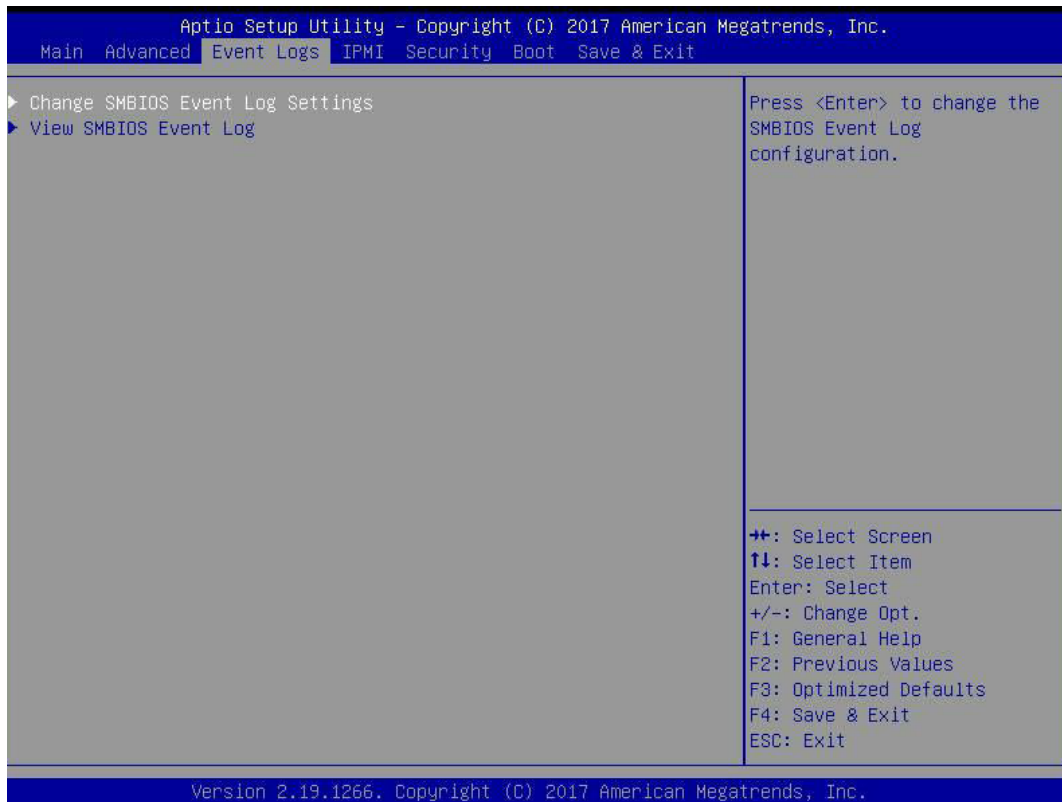 Aptio Setup Utility – Copyright (C) 2017 American Megatrends, Inc.
Main Advanced Event Logs IPMI Security Boot Save & Exit
▶ Change SMBIOS Event Log Settings
▶ View SMBIOS Event Log
Press <Enter> to change the
SMBIOS Event Log
configuration.
→←: Select Screen
↑↓: Select Item
Enter: Select
+/-: Change Opt.
F1: General Help
F2: Previous Values
F3: Optimized Defaults
F4: Save & Exit
ESC: Exit
Version 2.19.1266. Copyright (C) 2017 American Megatrends, Inc.